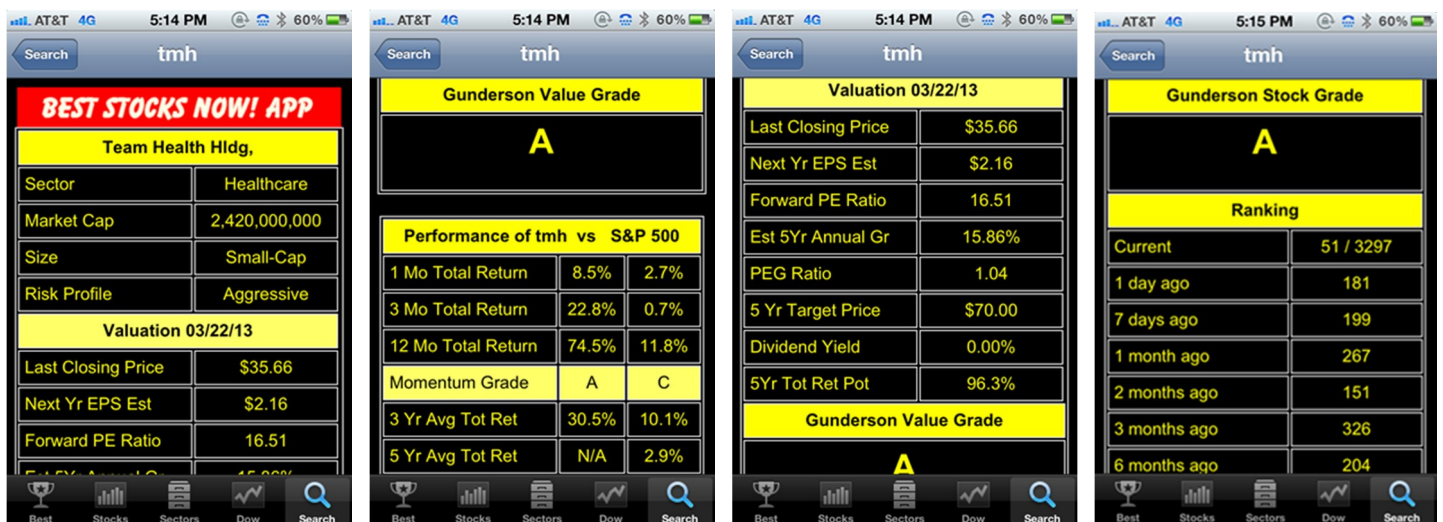 AT&T 4G 5:14 PM 60%
Search tmh
BEST STOCKS NOW! APP
Team Health Hldg,
Sector Healthcare
Market Cap 2,420,000,000
Size Small-Cap
Risk Profile Aggressive
Valuation 03/22/13
Last Closing Price $35.66
Next Yr EPS Est $2.16
Forward PE Ratio 16.51
Est 5Yr Annual Gr 15.86%
Best Stocks Sectors Dow Search
AT&T 4G 5:14 PM 60%
Search tmh
Gunderson Value Grade
A
Performance of tmh vs S&P 500
1 Mo Total Return 8.5% 2.7%
3 Mo Total Return 22.8% 0.7%
12 Mo Total Return 74.5% 11.8%
Momentum Grade A C
3 Yr Avg Tot Ret 30.5% 10.1%
5 Yr Avg Tot Ret N/A 2.9%
Best Stocks Sectors Dow Search
AT&T 4G 5:14 PM 60%
Search tmh
Valuation 03/22/13
Last Closing Price $35.66
Next Yr EPS Est $2.16
Forward PE Ratio 16.51
Est 5Yr Annual Gr 15.86%
PEG Ratio 1.04
5 Yr Target Price $70.00
Dividend Yield 0.00%
5Yr Tot Ret Pot 96.3%
Gunderson Value Grade
A
Best Stocks Sectors Dow Search
AT&T 4G 5:15 PM 60%
Search tmh
Gunderson Stock Grade
A
Ranking
Current 51 / 3297
1 day ago 181
7 days ago 199
1 month ago 267
2 months ago 151
3 months ago 326
6 months ago 204
Best Stocks Sectors Dow Search